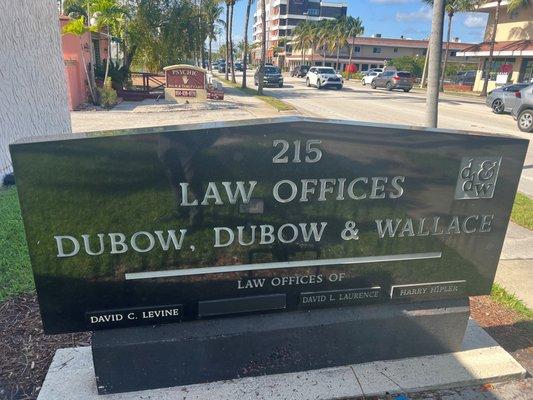 PSYCHIC
215
LAW OFFICES
DUBOW, DUBOW & WALLACE
d&
d&w
LAW OFFICES OF
DAVID C. LEVINE
DAVID L. LAURENCE
HARRY HIPLER